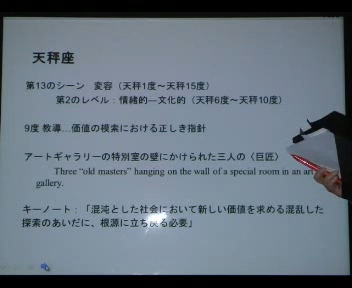 天秤座
第13のシーン 変容（天秤1度～天秤15度）
第2のレベル：情緒的―文化的（天秤6度～天秤10度）
9度 教導…価値の模索における正しき指針
アートギャラリーの特別室の壁にかけられた三人の〈巨匠〉
Three “old masters” hanging on the wall of a special room in an art
gallery.
キーノート：「混沌とした社会において新しい価値を求める混乱した
探索のあいだに、根源に立ち戻る必要」